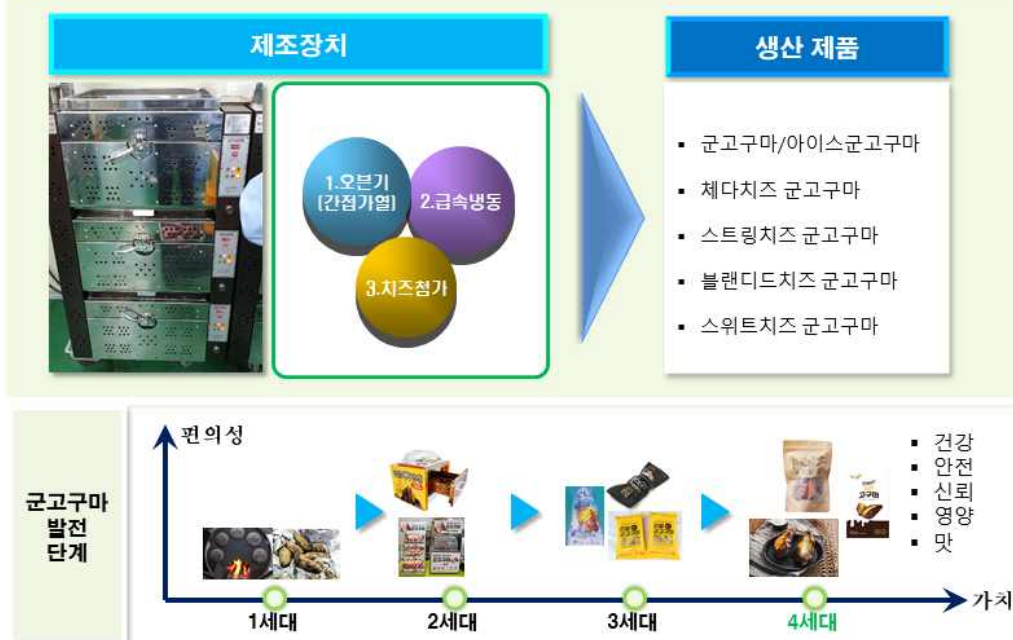 제조장치
생산 제품
1.오븐기
(간접가열)
2.급속냉동
3.치즈첨가
▪ 군고구마/아이스군고구마
▪ 체다치즈 군고구마
▪ 스트링치즈 군고구마
▪ 블랜디드치즈 군고구마
▪ 스위트치즈 군고구마
군고구마
발전
단계
편의성
▪ 건강
▪ 안전
▪ 신뢰
▪ 영양
▪ 맛
고구마
가치
1세대
2세대
3세대
4세대